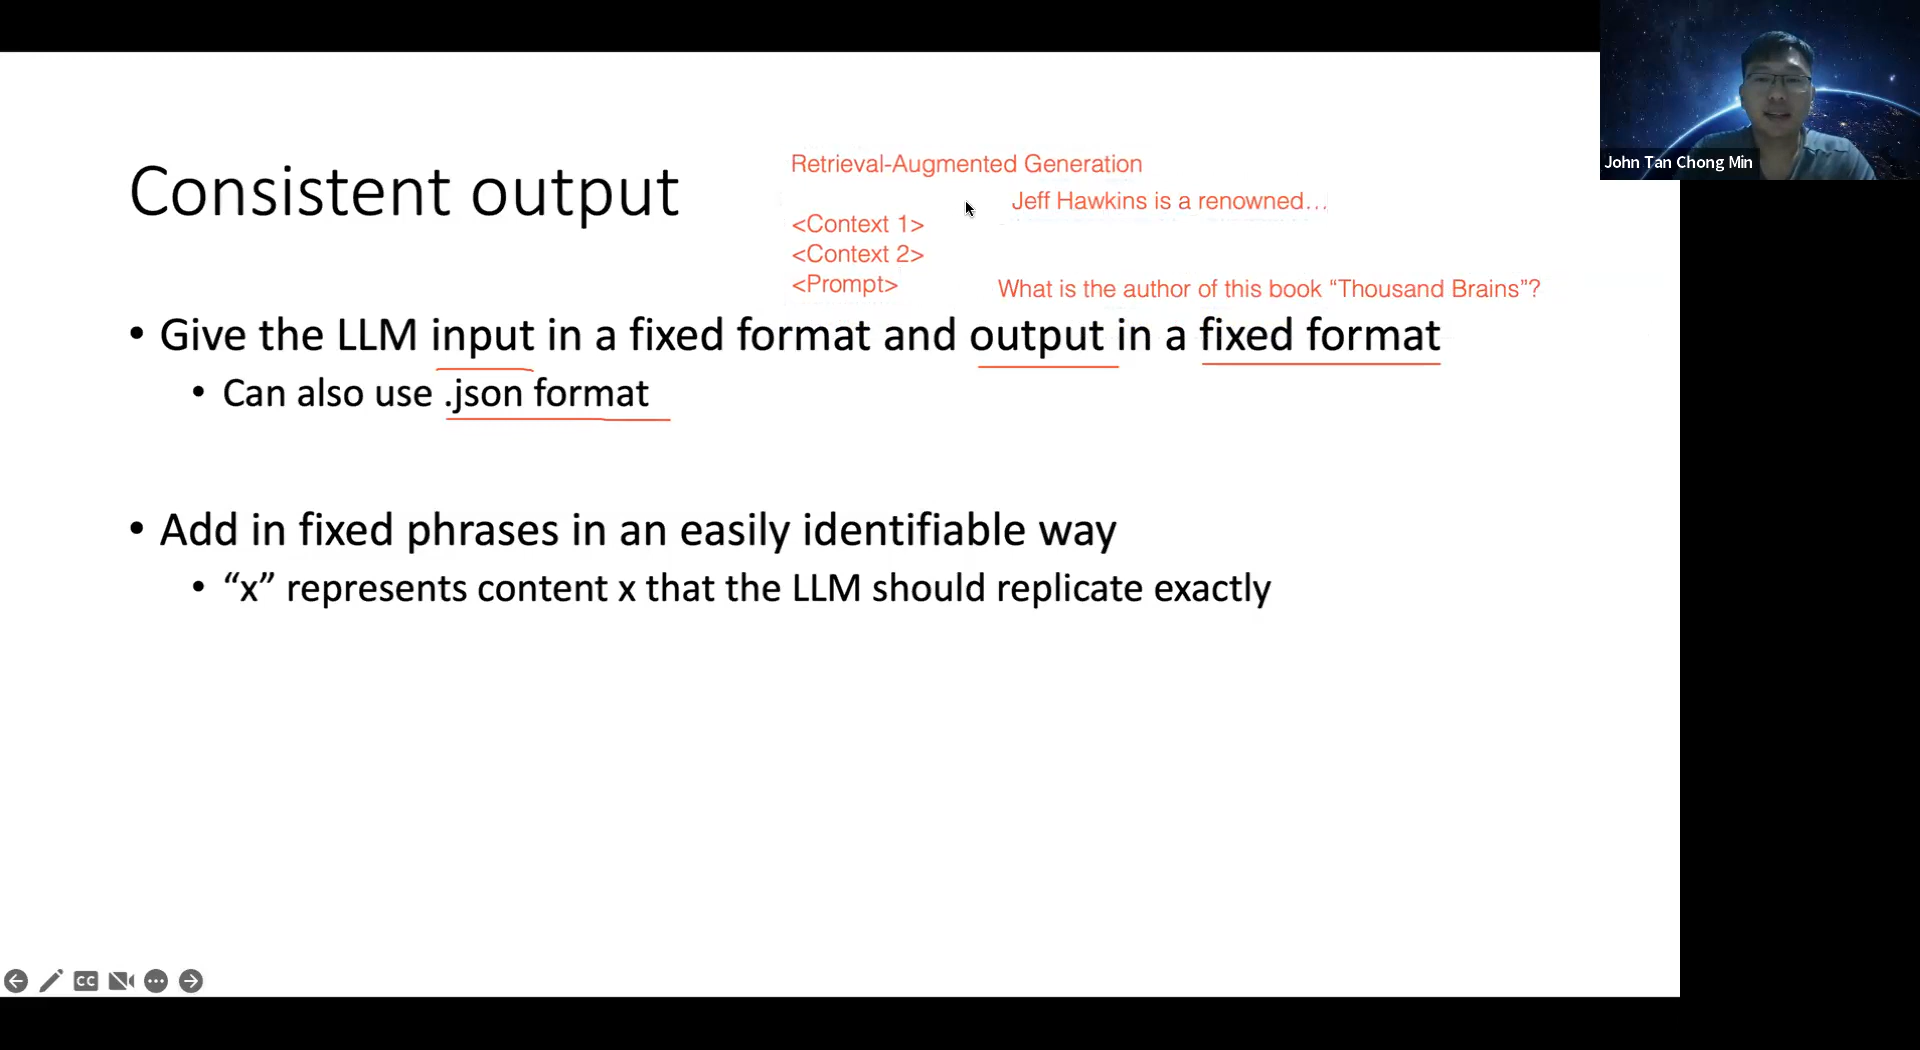 John Tan Chong Min
Consistent output
Retrieval-Augmented Generation
Jeff Hawkins is a renowned...
<Context 1>
<Context 2>
<Prompt>
What is the author of this book “Thousand Brains”?
• Give the LLM input in a fixed format and output in a fixed format
• Can also use .json format
• Add in fixed phrases in an easily identifiable way
• “x” represents content x that the LLM should replicate exactly
CC